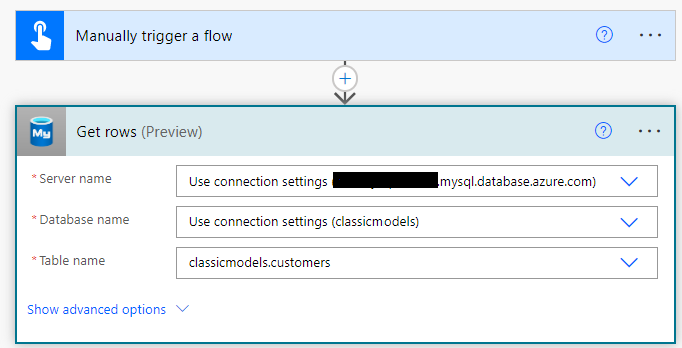 Manually trigger a flow
My
Get rows (Preview)
* Server name
Use connection settings ( .mysql.database.azure.com)
* Database name
Use connection settings (classicmodels)
* Table name
classicmodels.customers
Show advanced options